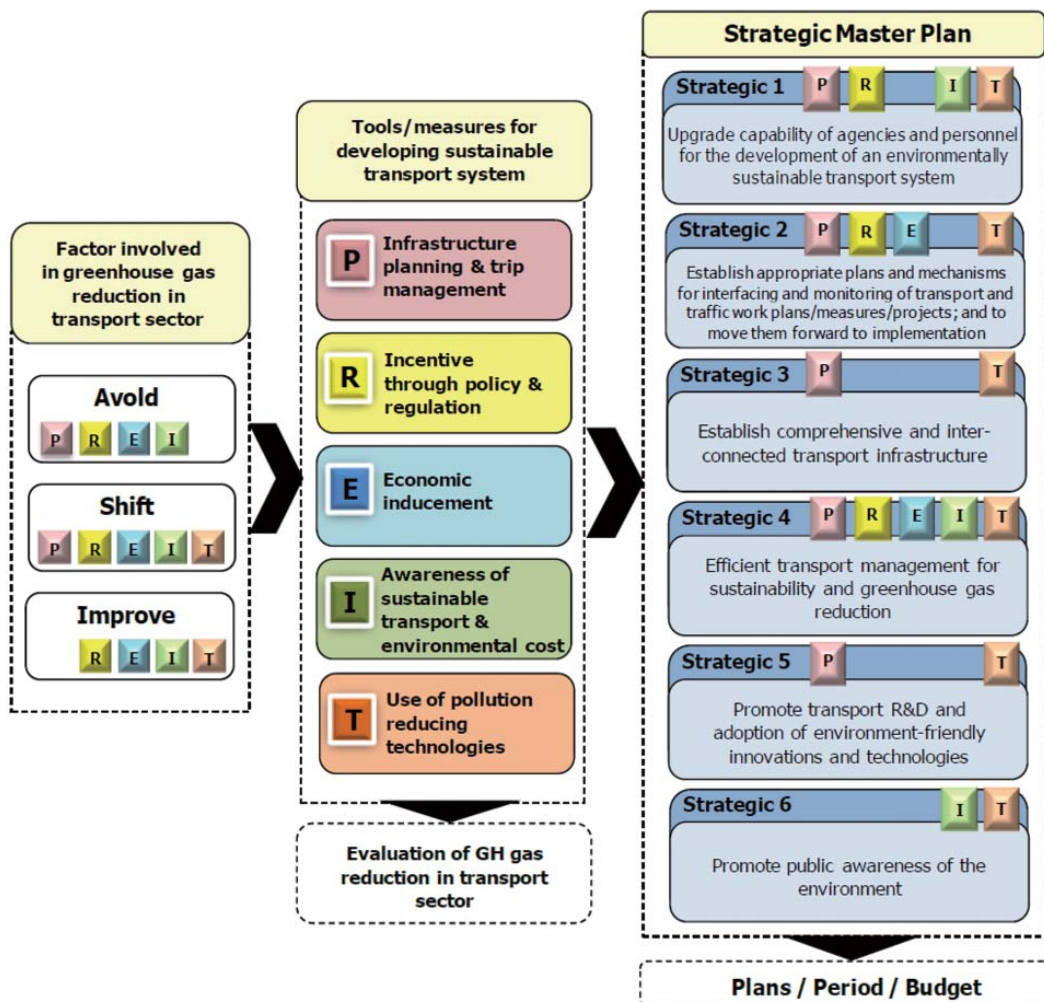 Factor involved
in greenhouse gas
reduction in
transport sector
Avold
P R E I
Shift
P R E I T
Improve
R E I T
Tools/measures for
developing sustainable
transport system
P
Infrastructure
planning & trip
management
R
Incentive
through policy &
regulation
E
Economic
inducement
I
Awareness of
sustainable
transport &
environmental cost
T
Use of pollution
reducing
technologies
Evaluation of GH gas
reduction in transport
sector
Strategic Master Plan
Strategic 1 P R I T
Upgrade capability of agencies and personnel
for the development of an environmentally
sustainable transport system
Strategic 2 P R E T
Establish appropriate plans and mechanisms
for interfacing and monitoring of transport and
traffic work plans/measures/projects; and to
move them forward to implementation
Strategic 3 P T
Establish comprehensive and inter-
connected transport infrastructure
Strategic 4 P R E I T
Efficient transport management for
sustainability and greenhouse gas
reduction
Strategic 5 P T
Promote transport R&D and
adoption of environment-friendly
innovations and technologies
Strategic 6 I T
Promote public awareness of the
environment
Plans / Period / Budget